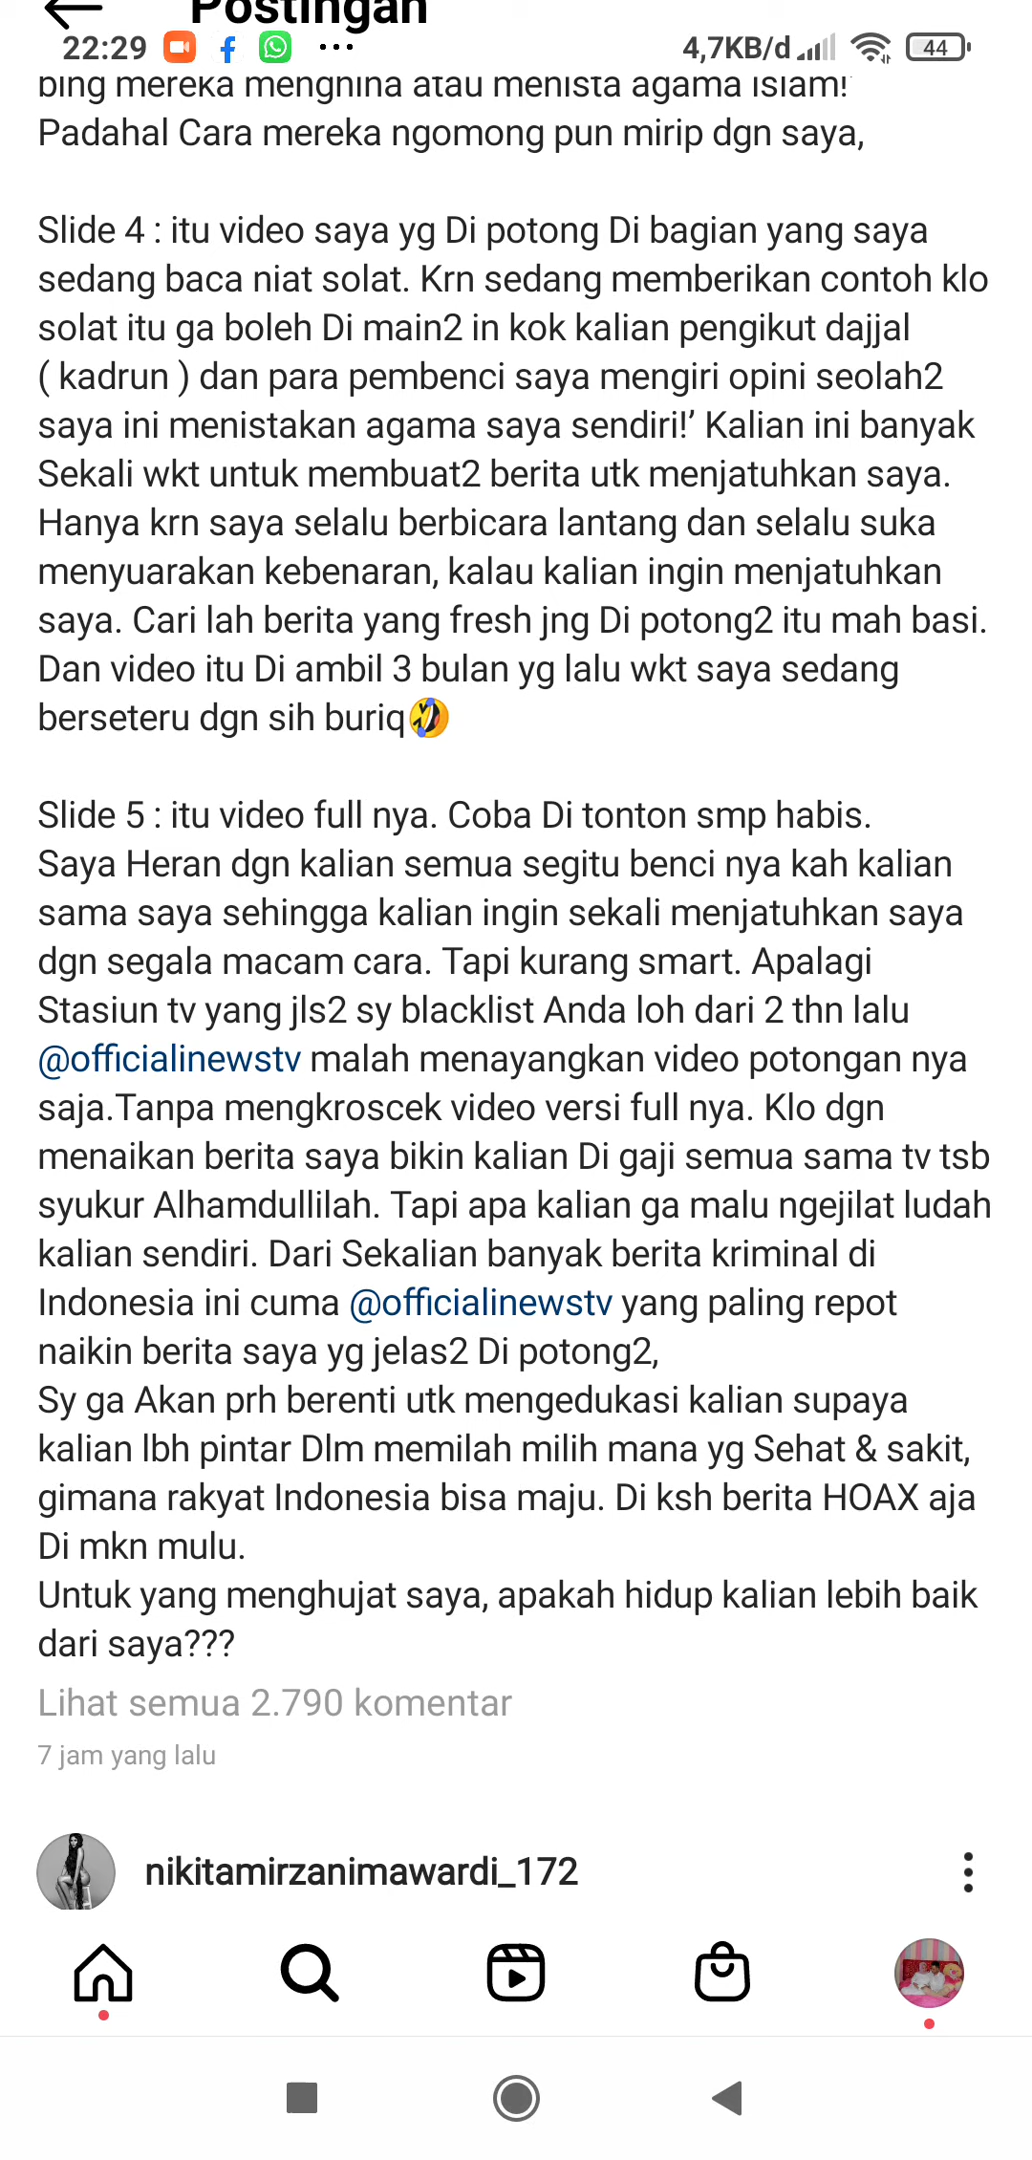 Postingan
22:29
4,7KB/d
44
bing mereka menghina atau menista agama islam!
Padahal Cara mereka ngomong pun mirip dgn saya,
Slide 4 : itu video saya yg Di potong Di bagian yang saya
sedang baca niat solat. Krn sedang memberikan contoh klo
solat itu ga boleh Di main2 in kok kalian pengikut dajjal
( kadrun ) dan para pembenci saya mengiri opini seolah2
saya ini menistakan agama saya sendiri!’ Kalian ini banyak
Sekali wkt untuk membuat2 berita utk menjatuhkan saya.
Hanya krn saya selalu berbicara lantang dan selalu suka
menyuarakan kebenaran, kalau kalian ingin menjatuhkan
saya. Cari lah berita yang fresh jng Di potong2 itu mah basi.
Dan video itu Di ambil 3 bulan yg lalu wkt saya sedang
berseteru dgn sih buriq🤣
Slide 5 : itu video full nya. Coba Di tonton smp habis.
Saya Heran dgn kalian semua segitu benci nya kah kalian
sama saya sehingga kalian ingin sekali menjatuhkan saya
dgn segala macam cara. Tapi kurang smart. Apalagi
Stasiun tv yang jls2 sy blacklist Anda loh dari 2 thn lalu
@officialinewstv malah menayangkan video potongan nya
saja.Tanpa mengkroscek video versi full nya. Klo dgn
menaikan berita saya bikin kalian Di gaji semua sama tv tsb
syukur Alhamdullilah. Tapi apa kalian ga malu ngejilat ludah
kalian sendiri. Dari Sekalian banyak berita kriminal di
Indonesia ini cuma @officialinewstv yang paling repot
naikin berita saya yg jelas2 Di potong2,
Sy ga Akan prh berenti utk mengedukasi kalian supaya
kalian lbh pintar Dlm memilah milih mana yg Sehat & sakit,
gimana rakyat Indonesia bisa maju. Di ksh berita HOAX aja
Di mkn mulu.
Untuk yang menghujat saya, apakah hidup kalian lebih baik
dari saya???
Lihat semua 2.790 komentar
7 jam yang lalu
nikitamirzanimawardi_172